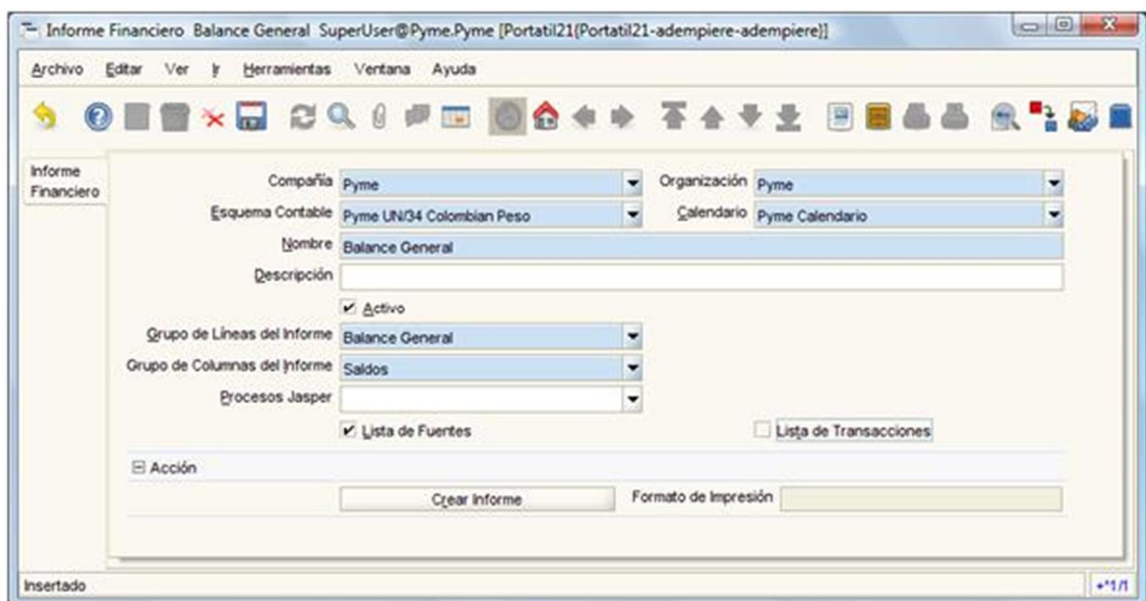 Informe Financiero Balance General SuperUser@Pyme.Pyme [Portatil21{Portatil21-adempiere-adempiere}]
Archivo Editar Ver Ir Herramientas Ventana Ayuda
Informe Financiero
Compañía Pyme Organización Pyme
Esquema Contable Pyme UN/34 Colombian Peso Calendario Pyme Calendario
Nombre Balance General
Descripción
Activo
Grupo de Líneas del Informe Balance General
Grupo de Columnas del Informe Saldos
Procesos Jasper
Lista de Fuentes Lista de Transacciones
Acción
Crear Informe Formato de Impresión
Insertado +*1/1